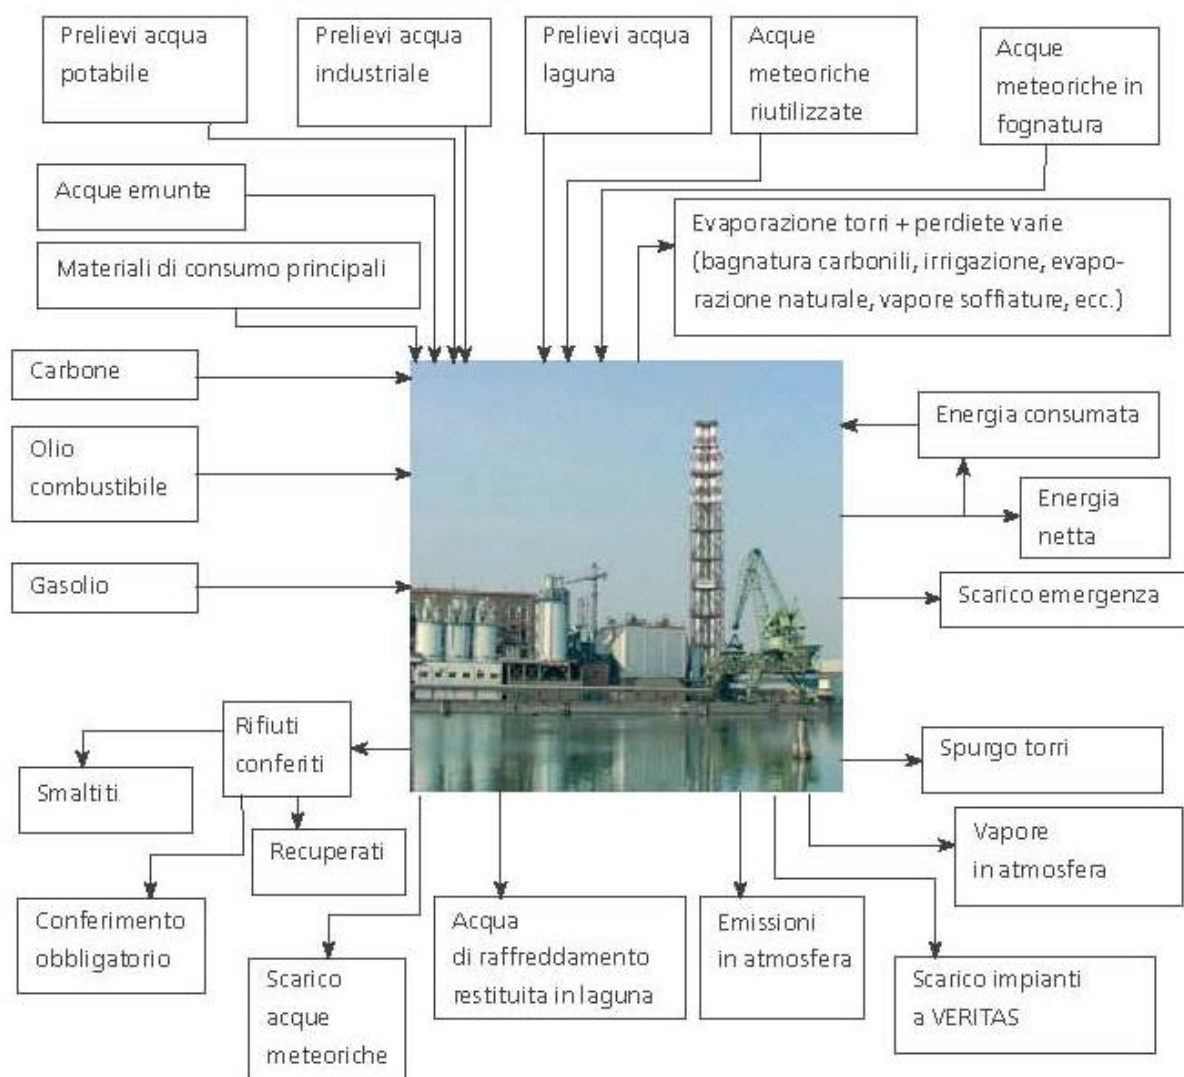 Prelievi acqua
potabile
Prelievi acqua
industriale
Prelievi acqua
laguna
Acque
meteoriche
riutilizzate
Acque
meteoriche in
fognatura
Acque emunte
Materiali di consumo principali
Evaporazione torri + perdiete varie
(bagnatura carbonili, irrigazione, evapo-
razione naturale, vapore soffiature, ecc.)
Carbone
Olio
combustibile
Gasolio
Energia consumata
Energia
netta
Scarico emergenza
Rifiuti
conferiti
Smaltiti
Recuperati
Conferimento
obbligatorio
Scarico
acque
meteoriche
Acqua
di raffreddamento
restituita in laguna
Emissioni
in atmosfera
Spurgo torri
Vapore
in atmosfera
Scarico impianti
a VERITAS